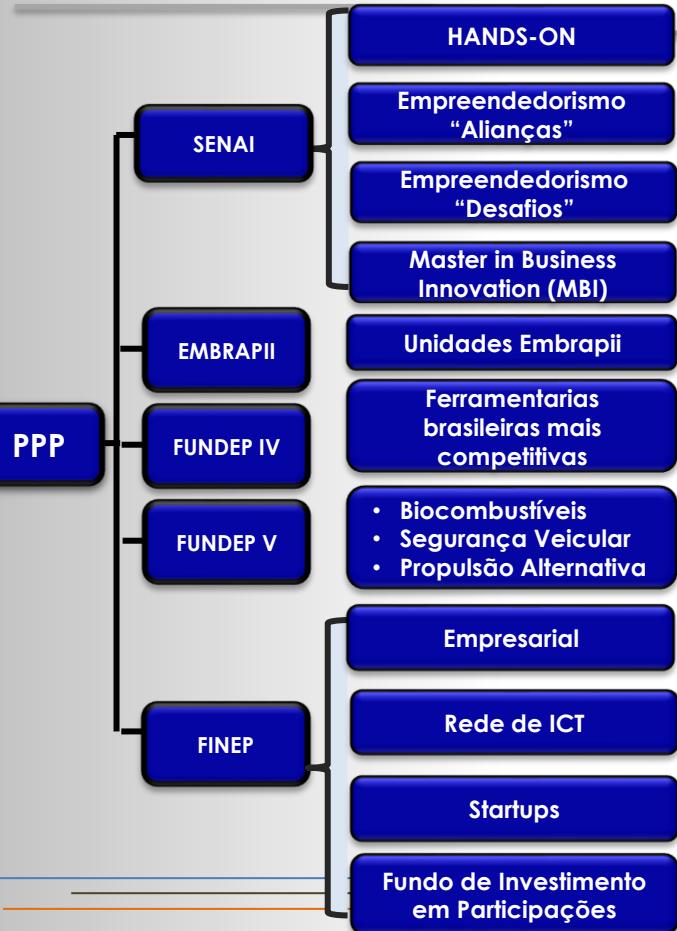 PPP
SENAI
HANDS-ON
Empreendedorismo
“Alianças”
Empreendedorismo
“Desafios”
Master in Business
Innovation (MBI)
EMBRAPII
Unidades Embrapii
FUNDEP IV
Ferramentarias
brasileiras mais
competitivas
FUNDEP V
• Biocombustíveis
• Segurança Veicular
• Propulsão Alternativa
FINEP
Empresarial
Rede de ICT
Startups
Fundo de Investimento
em Participações